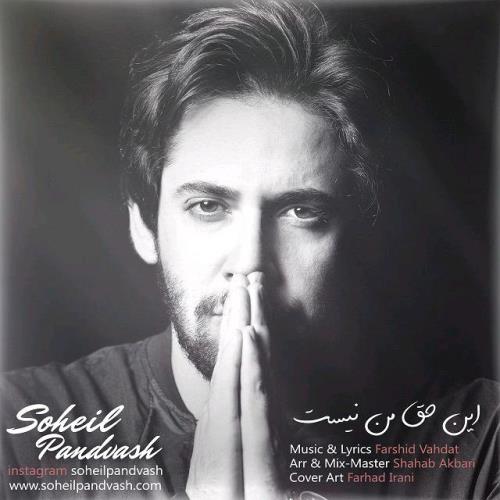 Soheil
Pandvash
instagram soheilpandvash
www.soheilpandvash.com
این حق من نیست
Music & Lyrics Farshid Vahdat
Arr & Mix-Master Shahab Akbari
Cover Art Farhad Irani